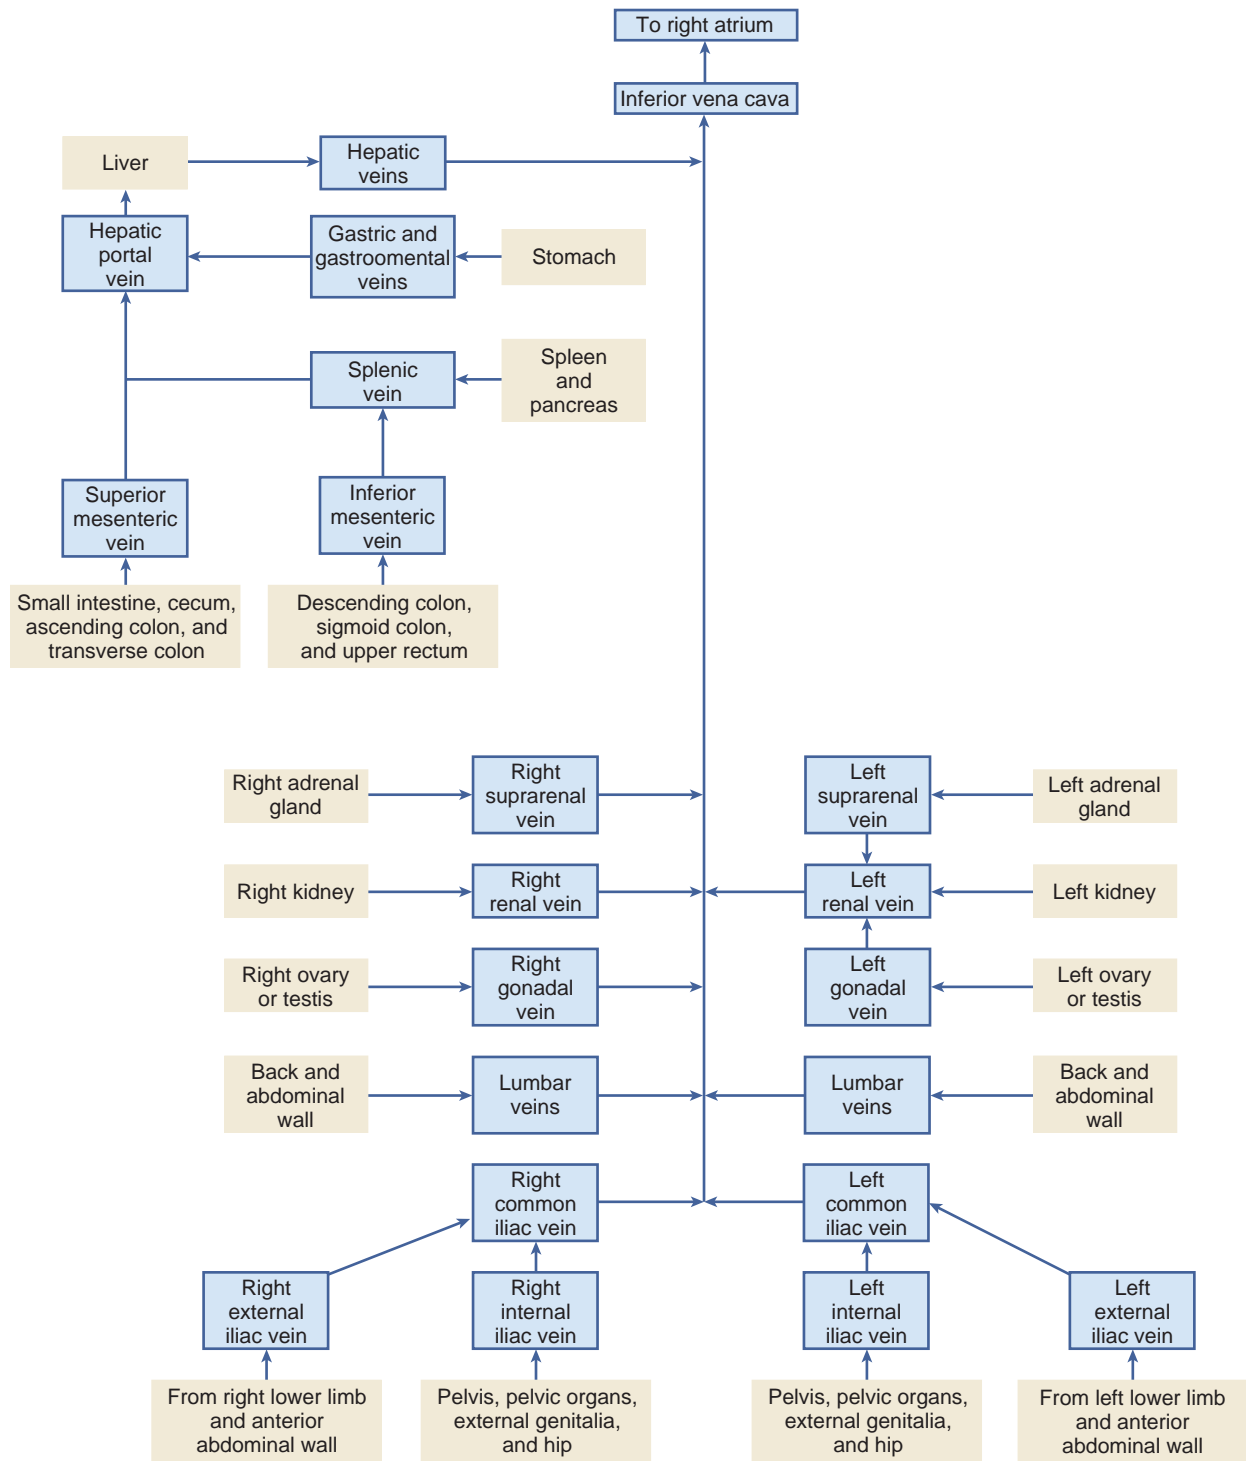 To right atrium
Inferior vena cava
Liver
Hepatic
veins
Hepatic
portal
vein
Gastric and
gastroomental
veins
Stomach
Splenic
vein
Spleen
and
pancreas
Superior
mesenteric
vein
Inferior
mesenteric
vein
Small intestine, cecum,
ascending colon, and
transverse colon
Descending colon,
sigmoid colon,
and upper rectum
Right adrenal
gland
Right
suprarenal
vein
Left
suprarenal
vein
Left adrenal
gland
Right kidney
Right
renal vein
Left
renal vein
Left kidney
Right ovary
or testis
Right
gonadal
vein
Left
gonadal
vein
Left ovary
or testis
Back and
abdominal
wall
Lumbar
veins
Lumbar
veins
Back and
abdominal
wall
Right
common
iliac vein
Left
common
iliac vein
Right
external
iliac vein
Right
internal
iliac vein
Left
internal
iliac vein
Left
external
iliac vein
From right lower limb
and anterior
abdominal wall
Pelvis, pelvic organs,
external genitalia,
and hip
Pelvis, pelvic organs,
external genitalia,
and hip
From left lower limb
and anterior
abdominal wall